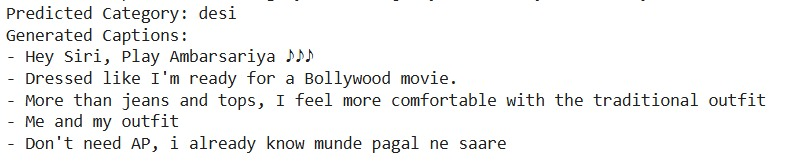 Predicted Category: desi
Generated Captions:
- Hey Siri, Play Ambarsariya ♪♪♪
- Dressed like I'm ready for a Bollywood movie.
- More than jeans and tops, I feel more comfortable with the traditional outfit
- Me and my outfit
- Don't need AP, i already know munde pagal ne saare